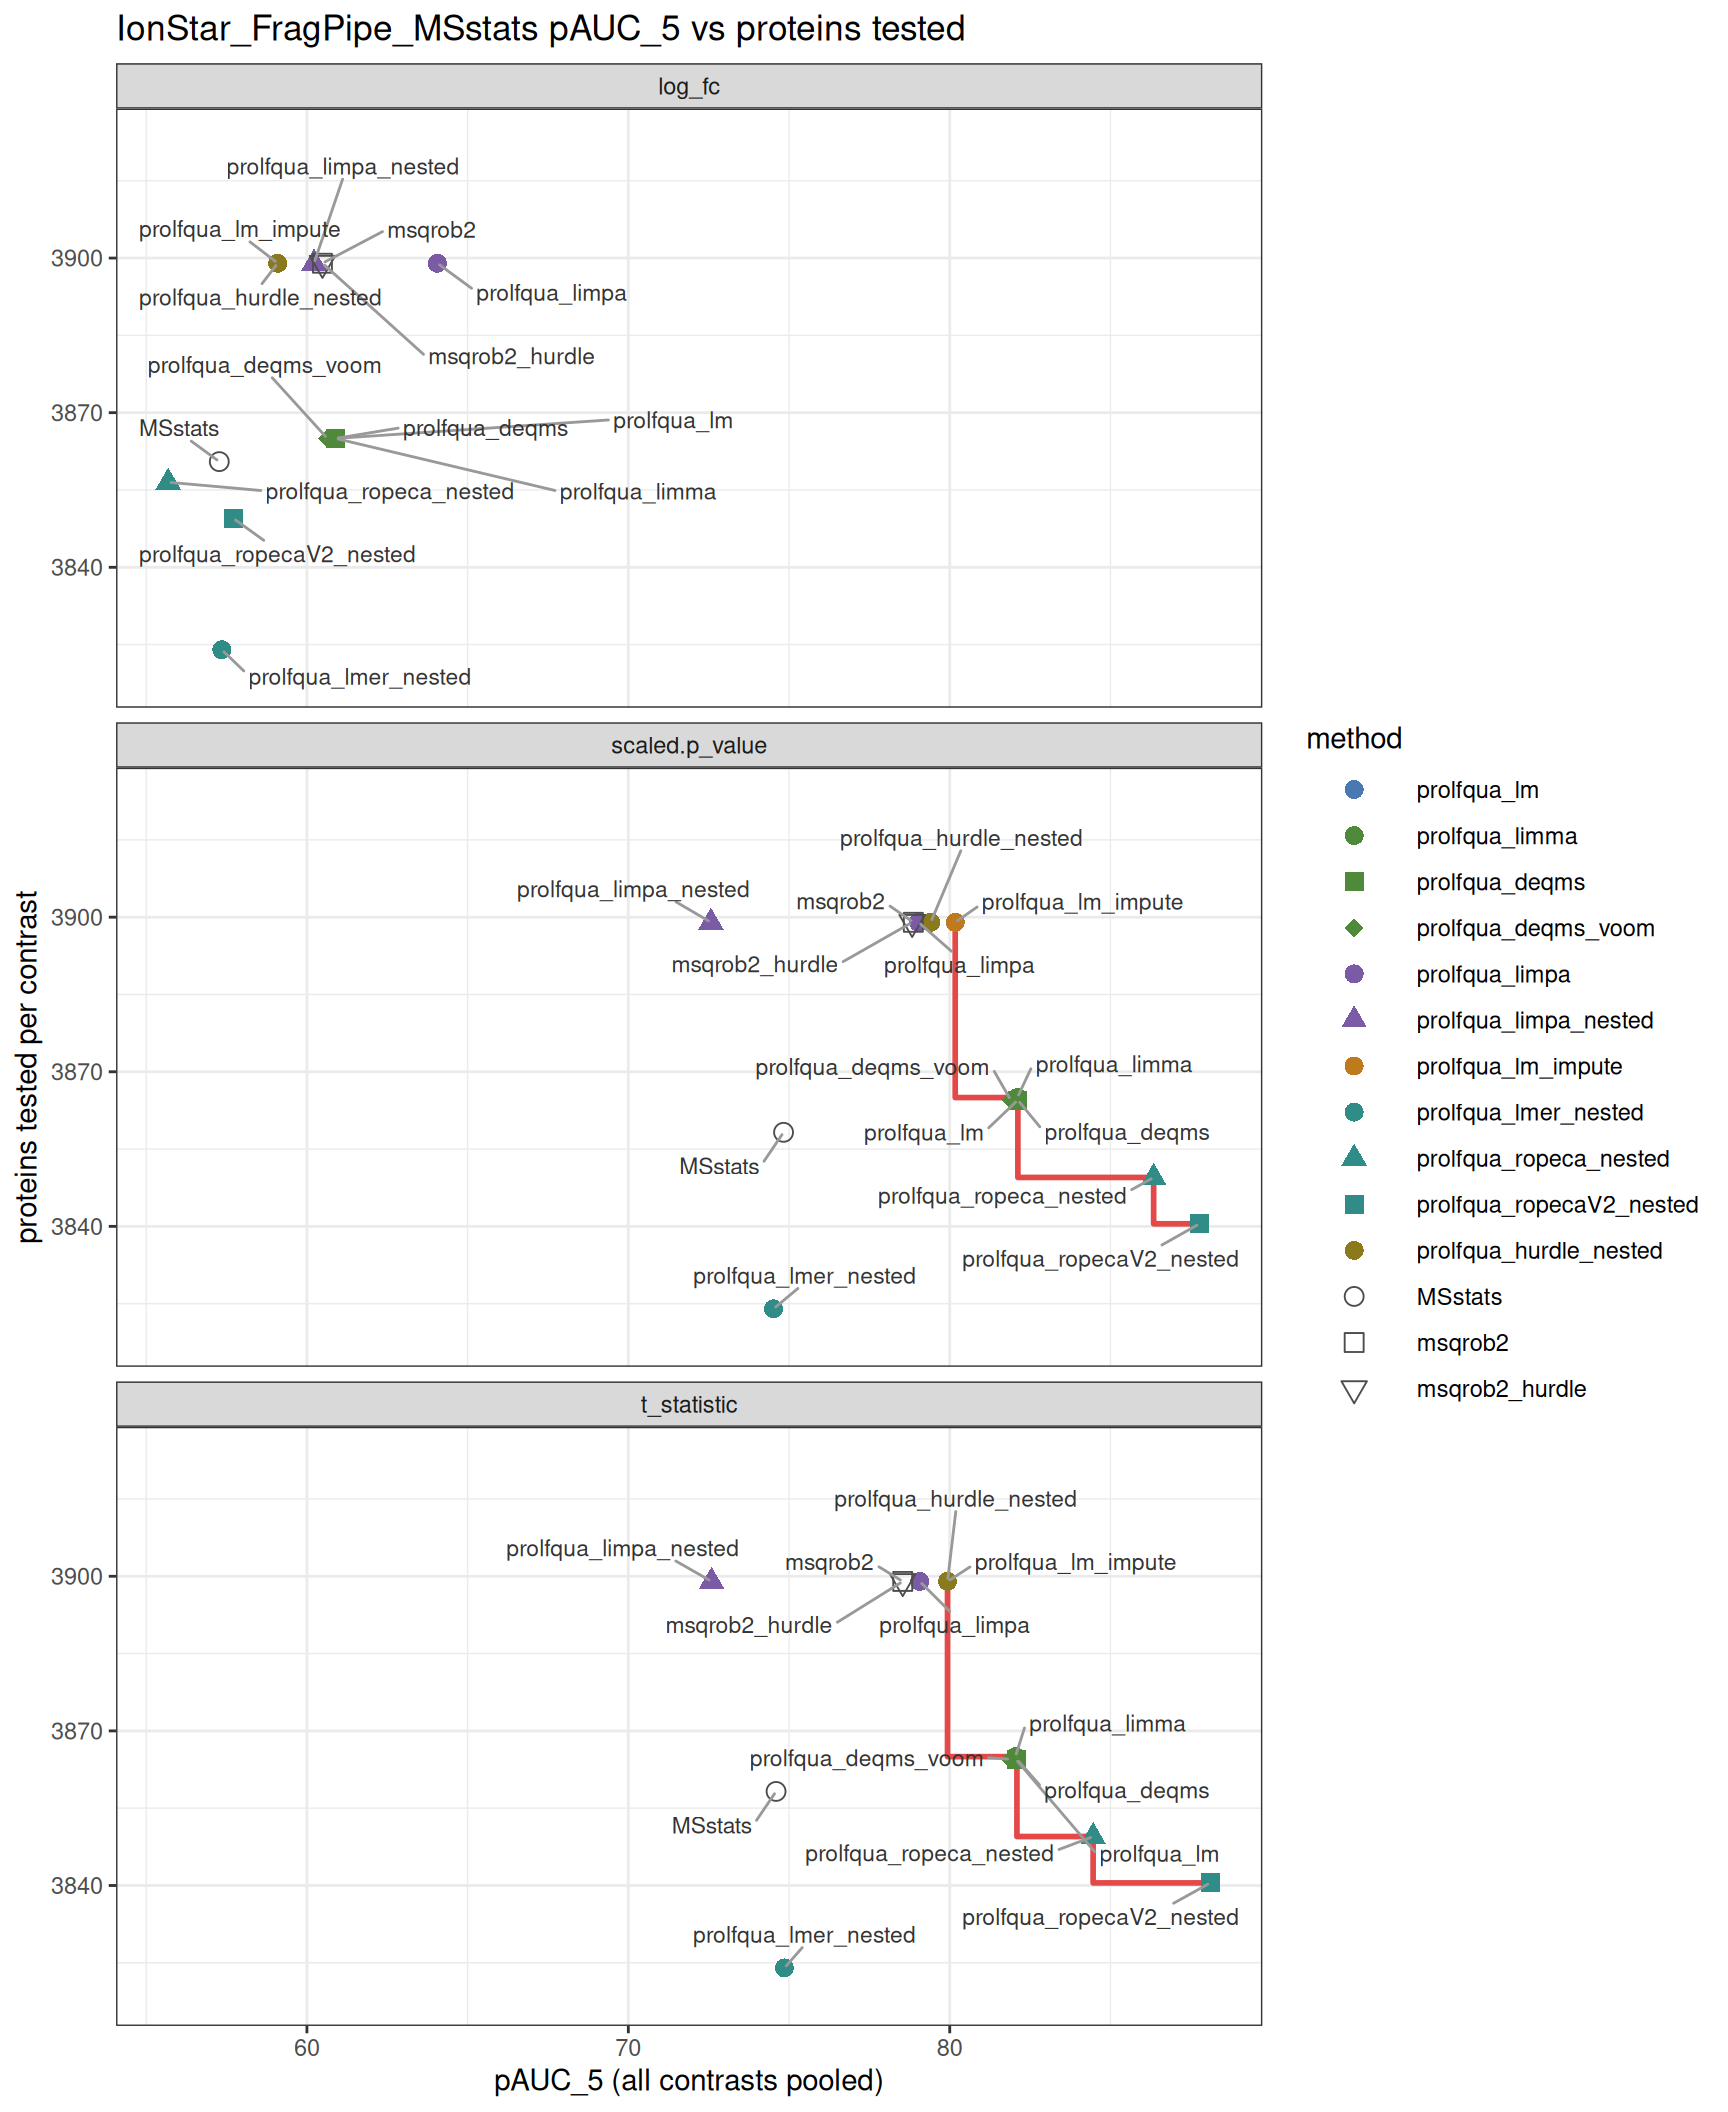 IonStar_FragPipe_MSstats pAUC_5 vs proteins tested
log_fc
prolfqua_limpa_nested
prolfqua_lm_impute
msqrob2
3900
prolfqua_hurdle_nested
prolfqua_limpa
msqrob2_hurdle
prolfqua_deqms_voom
3870
MSstats
prolfqua_deqms
prolfqua_lm
prolfqua_ropeca_nested
prolfqua_limma
prolfqua_ropecaV2_nested
3840
prolfqua_lmer_nested
scaled.p_value
prolfqua_hurdle_nested
prolfqua_limpa_nested
msqrob2
prolfqua_lm_impute
3900
msqrob2_hurdle
prolfqua_limpa
prolfqua_deqms_voom
prolfqua_limma
3870
prolfqua_lm
prolfqua_deqms
MSstats
prolfqua_ropeca_nested
3840
prolfqua_ropecaV2_nested
prolfqua_lmer_nested
t_statistic
prolfqua_hurdle_nested
prolfqua_limpa_nested
msqrob2
prolfqua_lm_impute
3900
msqrob2_hurdle
prolfqua_limpa
prolfqua_limma
3870
prolfqua_deqms_voom
prolfqua_deqms
MSstats
prolfqua_ropeca_nested
prolfqua_lm
3840
prolfqua_ropecaV2_nested
prolfqua_lmer_nested
60
70
80
pAUC_5 (all contrasts pooled)
proteins tested per contrast
method
prolfqua_lm
prolfqua_limma
prolfqua_deqms
prolfqua_deqms_voom
prolfqua_limpa
prolfqua_limpa_nested
prolfqua_lm_impute
prolfqua_lmer_nested
prolfqua_ropeca_nested
prolfqua_ropecaV2_nested
prolfqua_hurdle_nested
MSstats
msqrob2
msqrob2_hurdle